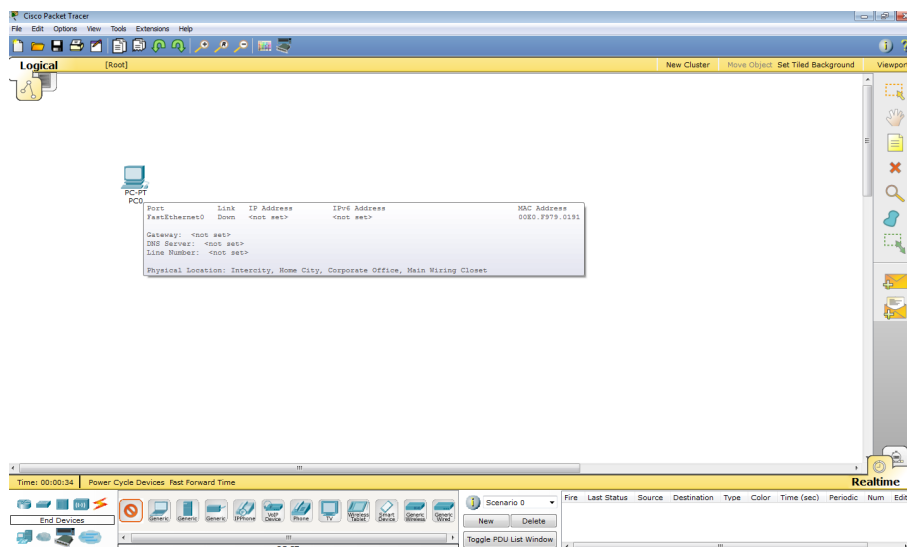 Cisco Packet Tracer
File Edit Options View Tools Extensions Help
Logical [Root] New Cluster Move Object Set Tiled Background Viewport
PC-PT
PC0
Port Link IP Address IPv6 Address MAC Address
FastEthernet0 Down <not set> <not set> 00E0.F979.0191
Gateway: <not set>
DNS Server: <not set>
Line Number: <not set>
Physical Location: Intercity, Home City, Corporate Office, Main Wiring Closet
Time: 00:00:34 Power Cycle Devices Fast Forward Time Realtime
End Devices
Generic Generic Generic IPPhone VoIP Device Phone TV Wireless Tablet Smart Device Generic Wireless Generic Wired
Scenario 0
New Delete
Toggle PDU List Window
Fire Last Status Source Destination Type Color Time (sec) Periodic Num Edit